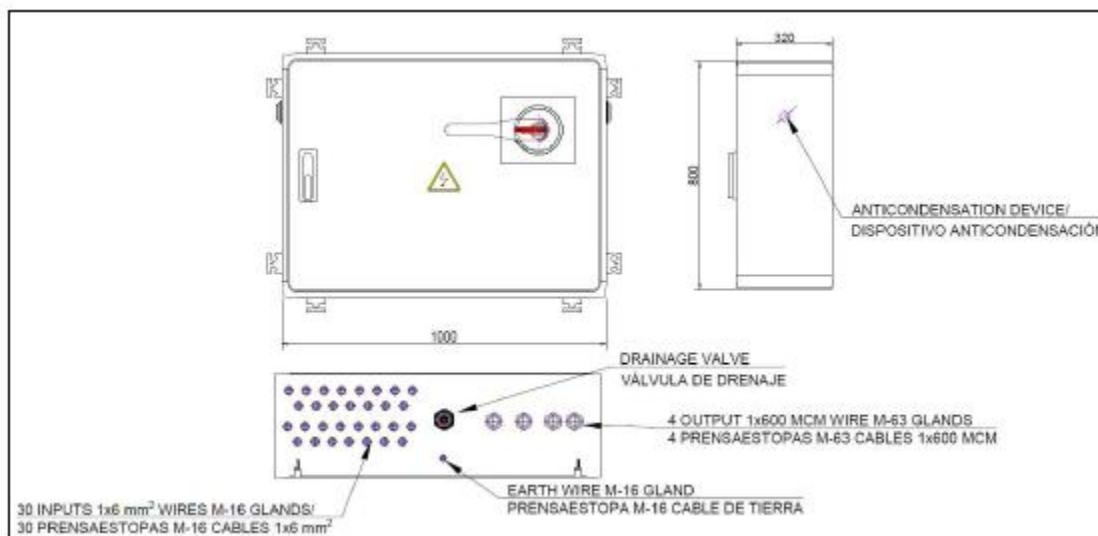 320
800
ANTICONDENSATION DEVICE/
DISPOSITIVO ANTICONDENSACIÓN
1000
DRAINAGE VALVE
VÁLVULA DE DRENAJE
4 OUTPUT 1x600 MCM WIRE M-63 GLANDS
4 PRENSAESTOPAS M-63 CABLES 1x600 MCM
EARTH WIRE M-16 GLAND
PRENSAESTOPA M-16 CABLE DE TIERRA
30 INPUTS 1x6 mm² WIRES M-16 GLANDS/
30 PRENSAESTOPAS M-16 CABLES 1x6 mm²